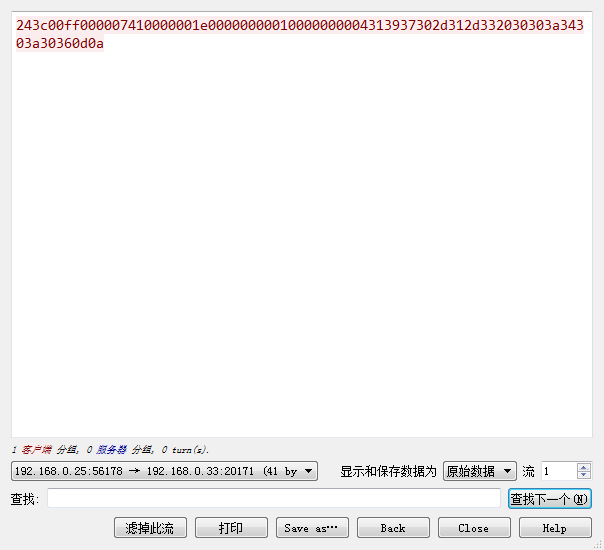 243c00ff000007410000001e00000000010000000004313937302d312d332030303a343
03a30360d0a
1 客户端 分组, 0 服务器 分组, 0 turn(s).
192.168.0.25:56178 → 192.168.0.33:20171 (41 by 显示和保存数据为 原始数据 流 1
查找: 查找下一个(N)
滤掉此流 打印 Save as… Back Close Help